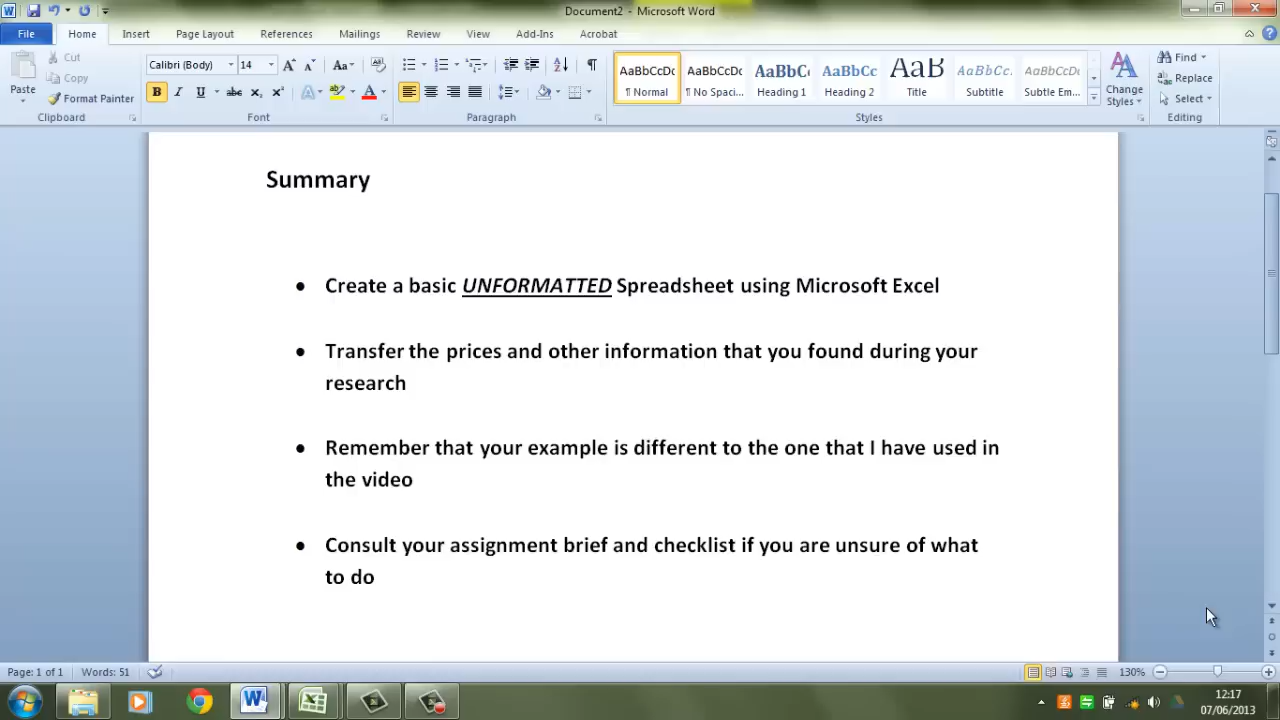 Document2 - Microsoft Word
File Home Insert Page Layout References Mailings Review View Add-Ins Acrobat
Cut
Copy
Format Painter
Paste
Clipboard
Calibri (Body) 14
Font
Paragraph
AaBbCcDc AaBbCcDc AaBbC AaBbCc AaB AaBbCcL AaBbCcDc
¶ Normal ¶ No Spaci... Heading 1 Heading 2 Title Subtitle Subtle Em...
Change
Styles
Styles
Find
Replace
Select
Editing
Summary
• Create a basic UNFORMATTED Spreadsheet using Microsoft Excel
• Transfer the prices and other information that you found during your
research
• Remember that your example is different to the one that I have used in
the video
• Consult your assignment brief and checklist if you are unsure of what
to do
Page: 1 of 1 Words: 51 130%
12:17
07/06/2013